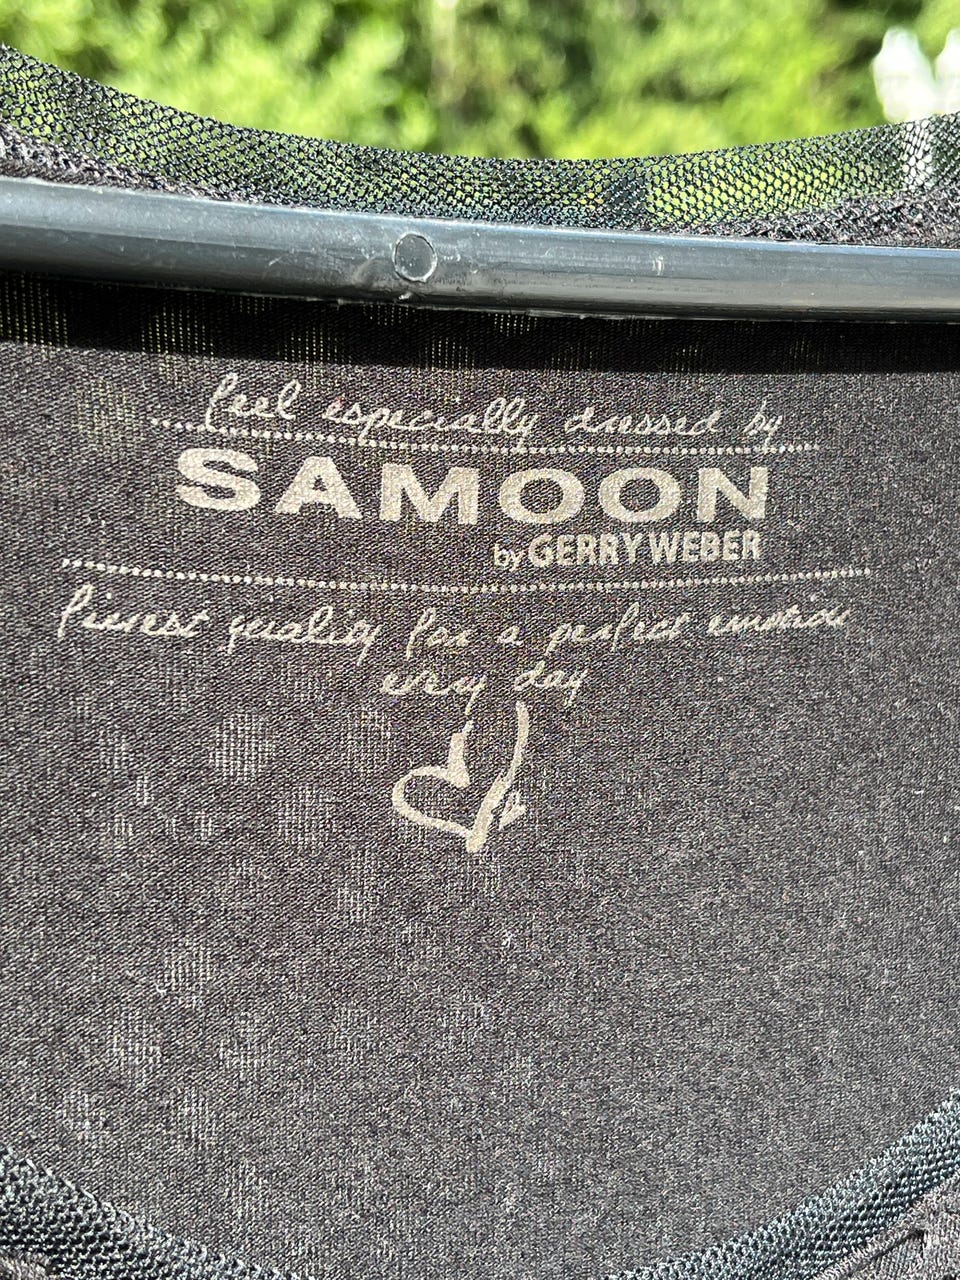 feel especially dressed by
SAMOON
by GERRY WEBER
finest quality for a perfect emotion
every day